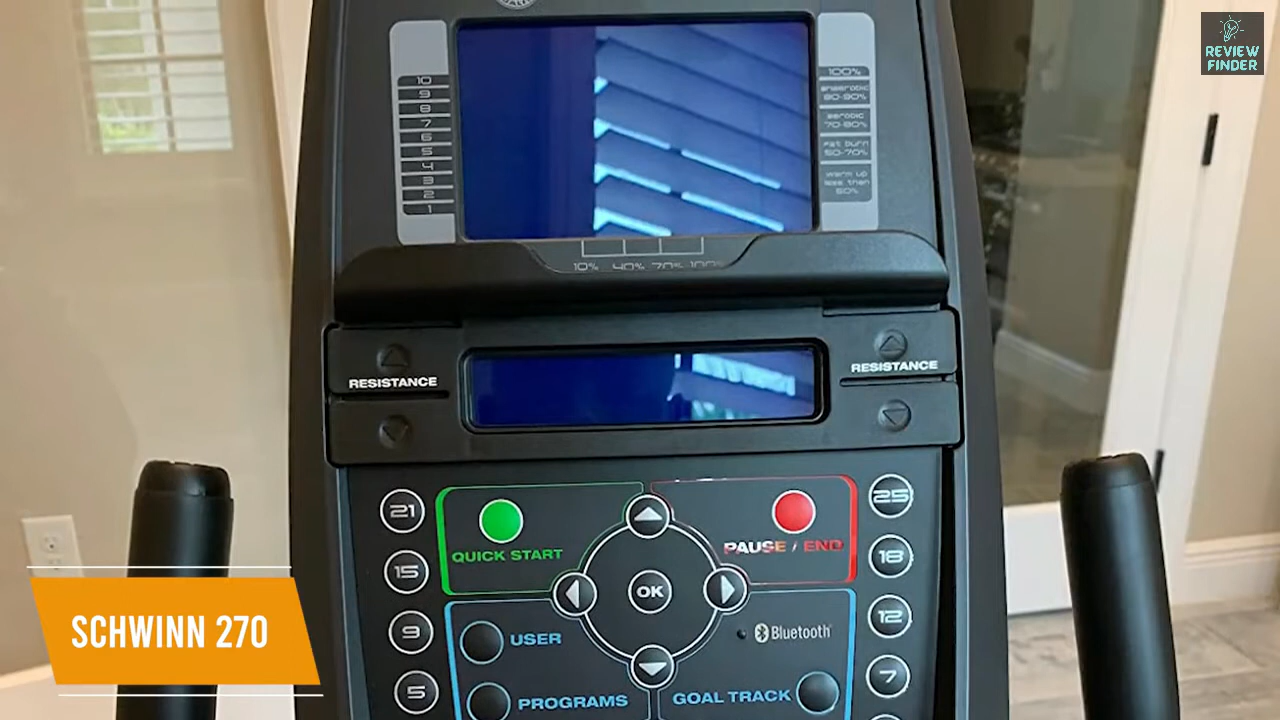 REVIEW
FINDER
10
9
8
7
6
5
4
3
2
1
100%
anaerobic
80-90%
aerobic
70-80%
fat burn
50-70%
warm up
less than
50%
10% 40% 70% 100%
RESISTANCE
RESISTANCE
21
15
9
5
QUICK START
PAUSE / END
OK
USER
Bluetooth
PROGRAMS
GOAL TRACK
25
18
12
7
SCHWINN 270